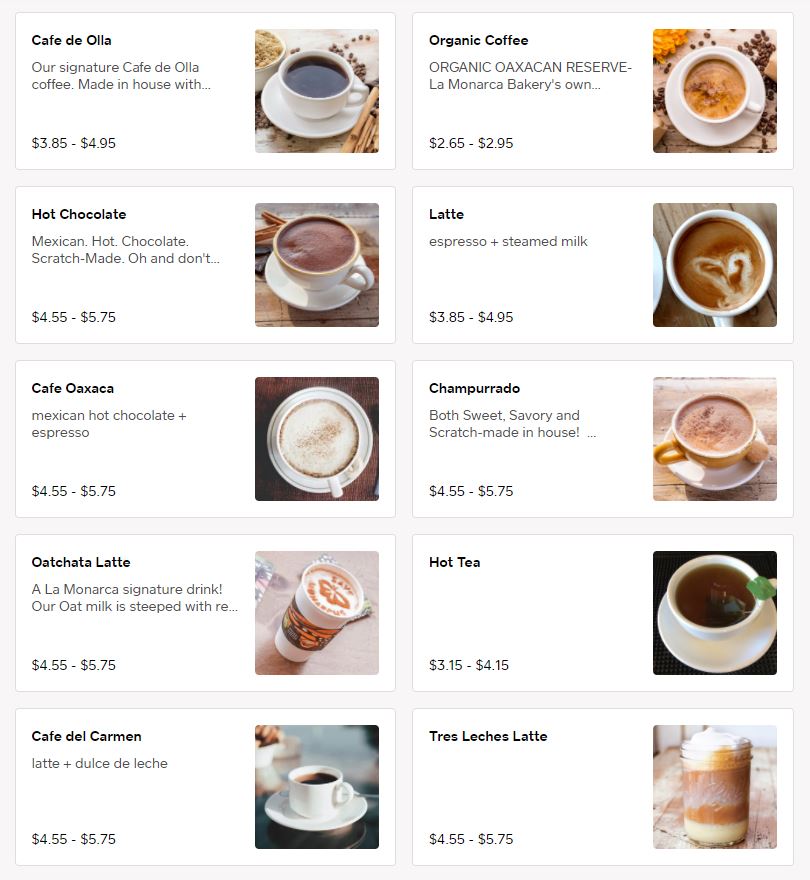 Cafe de Olla
Our signature Cafe de Olla
coffee. Made in house with...
$3.85 - $4.95
Organic Coffee
ORGANIC OAXACAN RESERVE-
La Monarca Bakery's own...
$2.65 - $2.95
Hot Chocolate
Mexican. Hot. Chocolate.
Scratch-Made. Oh and don't...
$4.55 - $5.75
Latte
espresso + steamed milk
$3.85 - $4.95
Cafe Oaxaca
mexican hot chocolate +
espresso
$4.55 - $5.75
Champurrado
Both Sweet, Savory and
Scratch-made in house! ...
$4.55 - $5.75
Oatchata Latte
A La Monarca signature drink!
Our Oat milk is steeped with re...
$4.55 - $5.75
Hot Tea
$3.15 - $4.15
Cafe del Carmen
latte + dulce de leche
$4.55 - $5.75
Tres Leches Latte
$4.55 - $5.75